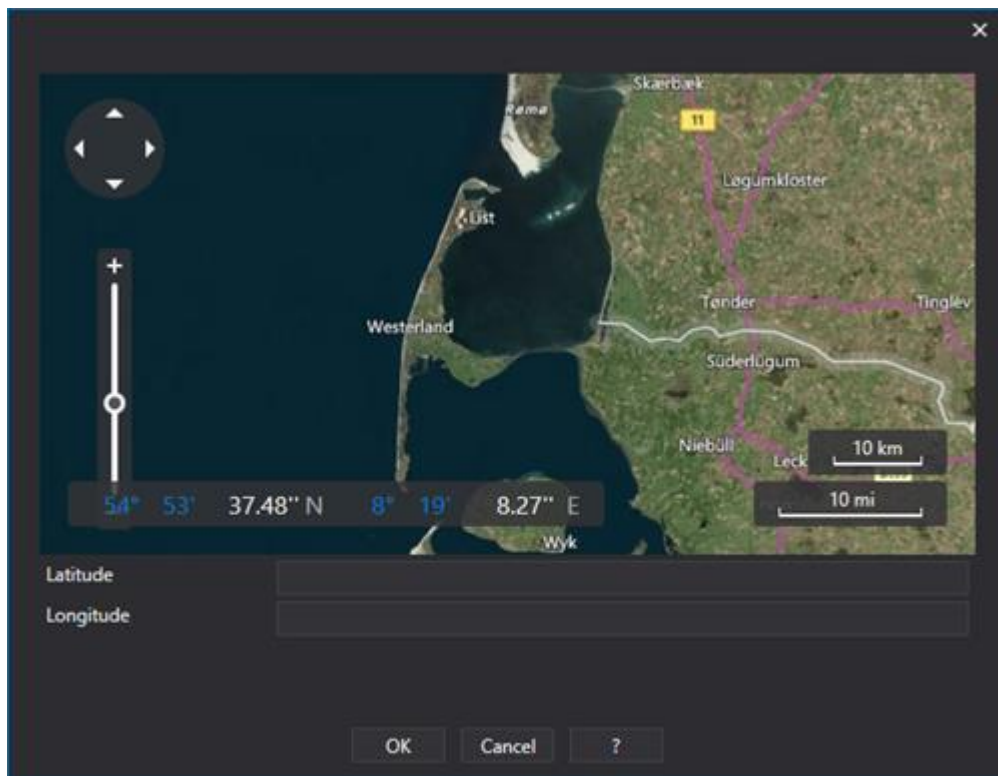 ×
Skærbæk
Rømø
11
Løgumkloster
List
+
Tønder
Tinglev
Westerland
Süderlügum
Niebüll
10 km
Leck
54° 53' 37.48'' N 8° 19' 8.27'' E
10 mi
Wyk
Latitude
Longitude
OK Cancel ?